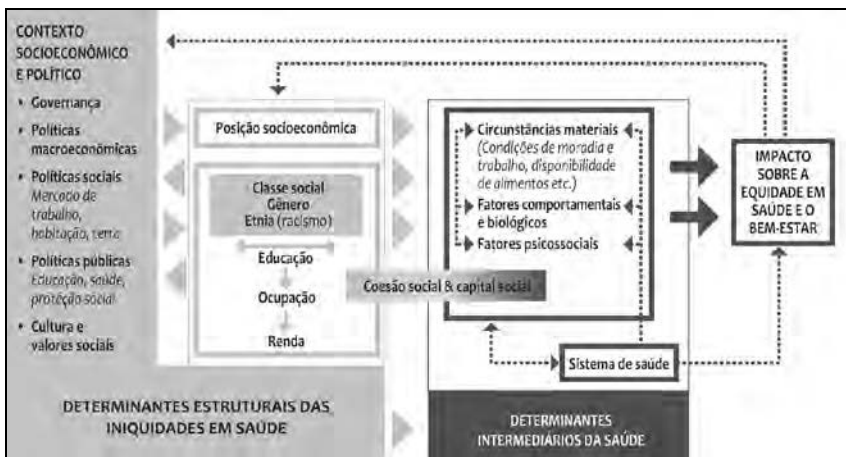 CONTEXTO
SOCIOECONÔMICO
E POLÍTICO
• Governança
• Políticas
macroeconômicas
• Políticas sociais
Mercado de
trabalho,
habitação, terra
• Políticas públicas
Educação, saúde,
proteção social
• Cultura e
valores sociais
Posição socioeconômica
Classe social
Gênero
Etnia (racismo)
Educação
Ocupação
Renda
Coesão social & capital social
Circunstâncias materiais
(Condições de moradia e
trabalho, disponibilidade
de alimentos etc.)
Fatores comportamentais
e biológicos
Fatores psicossociais
Sistema de saúde
IMPACTO
SOBRE A
EQUIDADE EM
SAÚDE E O
BEM-ESTAR
DETERMINANTES ESTRUTURAIS DAS
INIQUIDADES EM SAÚDE
DETERMINANTES
INTERMEDIÁRIOS DA SAÚDE